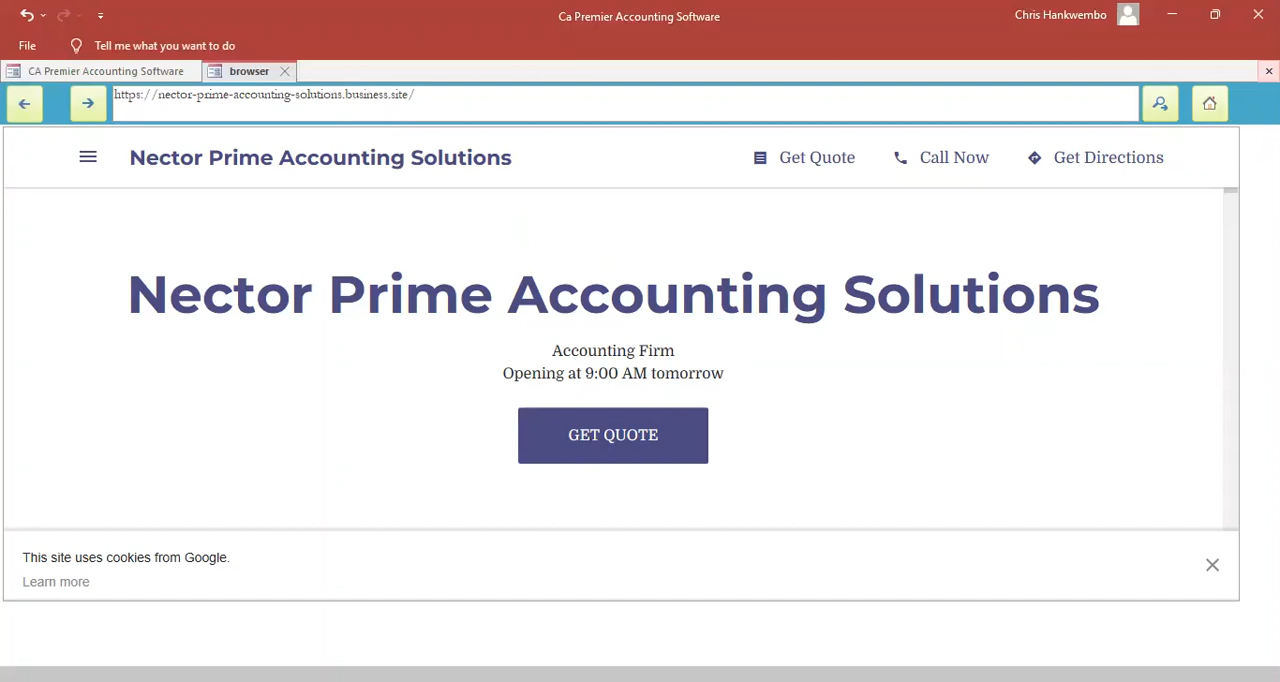 Ca Premier Accounting Software
Chris Hankwembo
File
Tell me what you want to do
CA Premier Accounting Software
browser
https://nector-prime-accounting-solutions.business.site/
Nector Prime Accounting Solutions
Get Quote
Call Now
Get Directions
Nector Prime Accounting Solutions
Accounting Firm
Opening at 9:00 AM tomorrow
GET QUOTE
This site uses cookies from Google.
Learn more